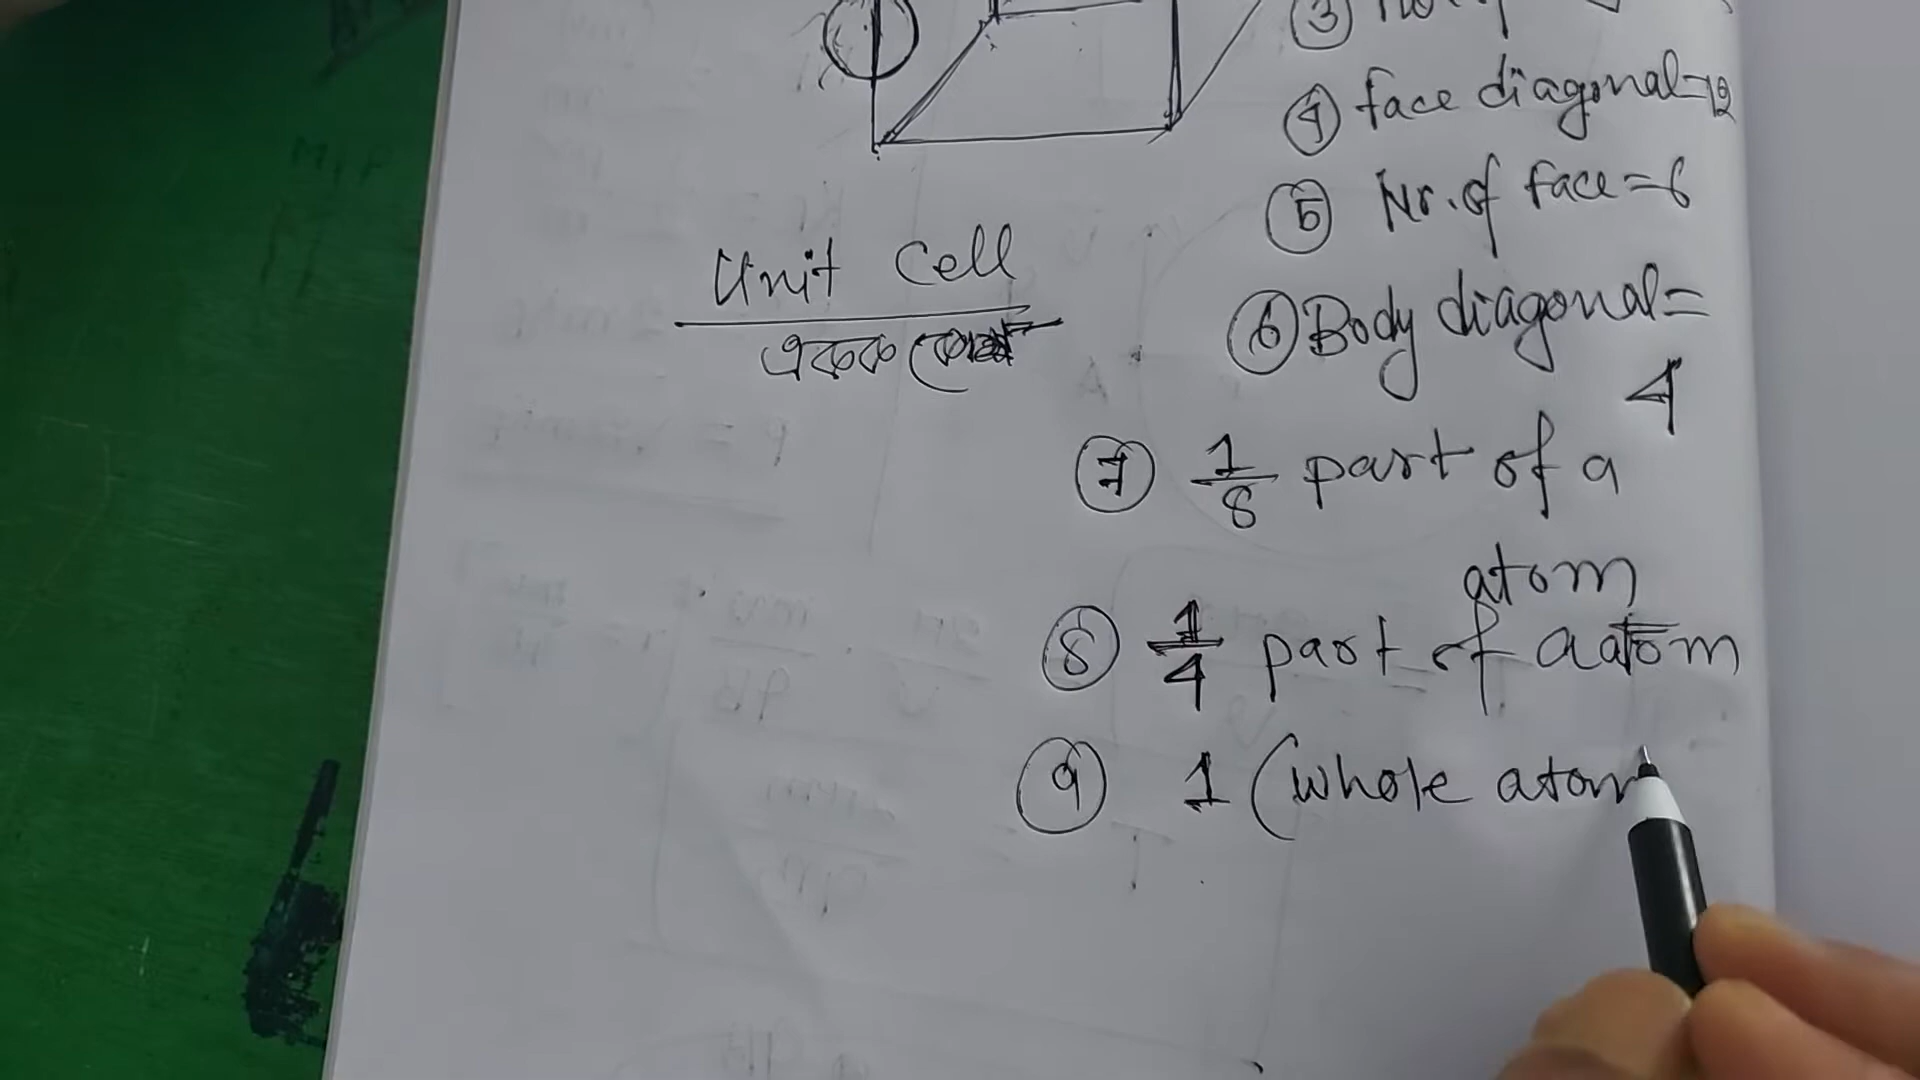 ③
④ face diagonal=12
⑤ Nr. of face=6
Unit Cell
⑥ Body diagonal=
একক
4
⑦ 1/8 part of a
atom
⑧ 1/4 part of a atom
⑨ 1 (whole atom